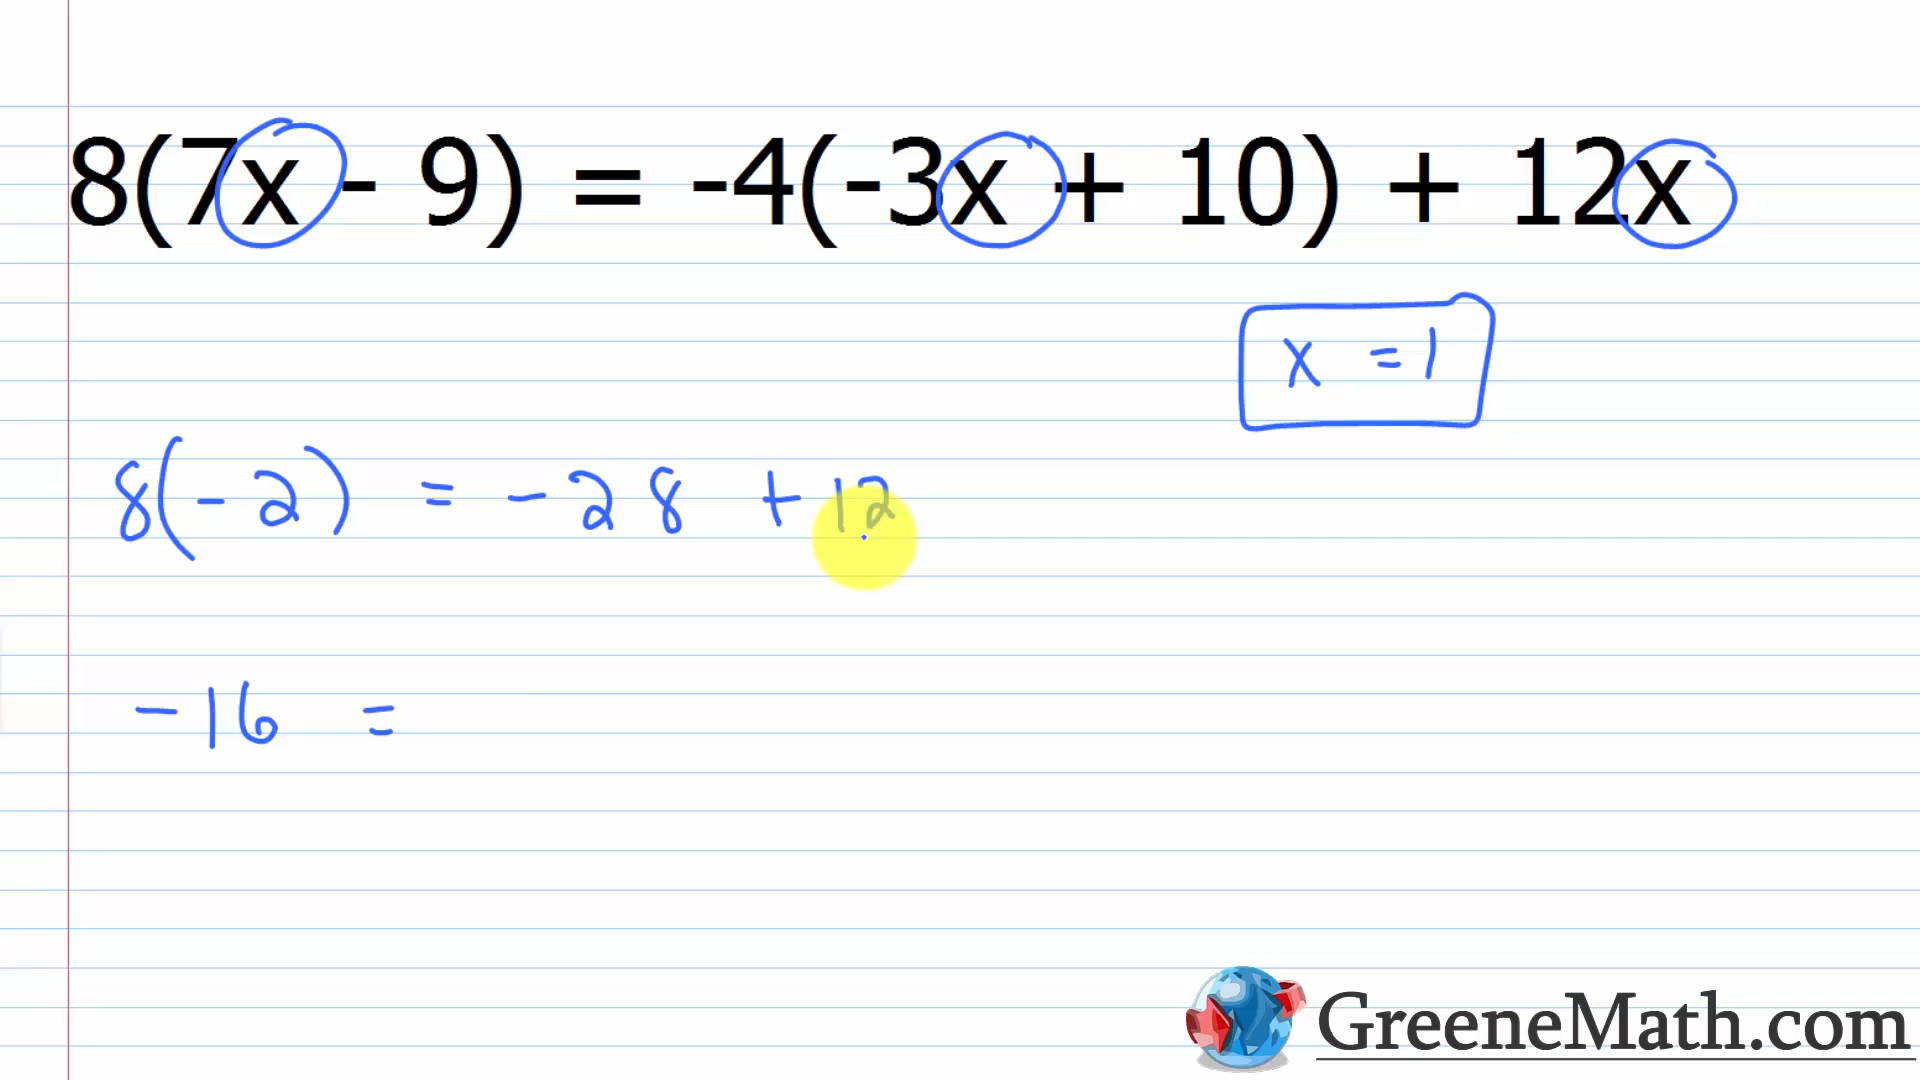 8(7x - 9) = -4(-3x + 10) + 12x
x = 1
8(-2) = -28 + 12
-16 =
GreeneMath.com